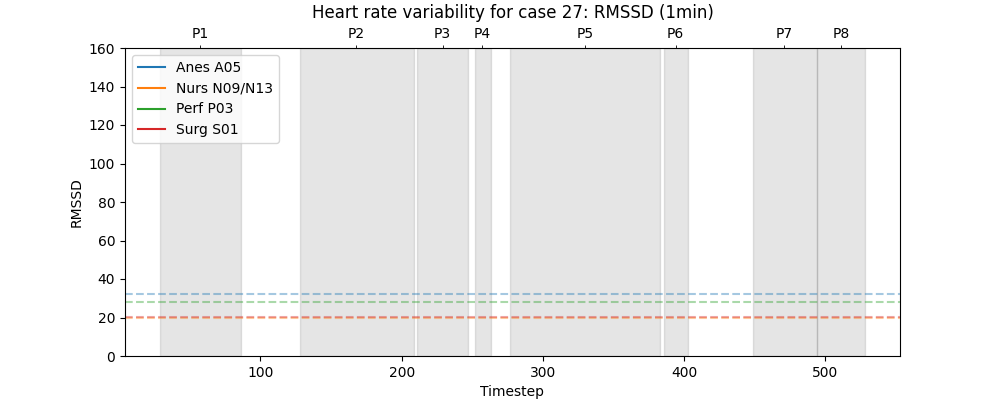 Heart rate variability for case 27: RMSSD (1min)
P1 P2 P3 P4 P5 P6 P7 P8
160
140
120
100
80
60
40
20
0
RMSSD
Anes A05
Nurs N09/N13
Perf P03
Surg S01
100 200 300 400 500
Timestep